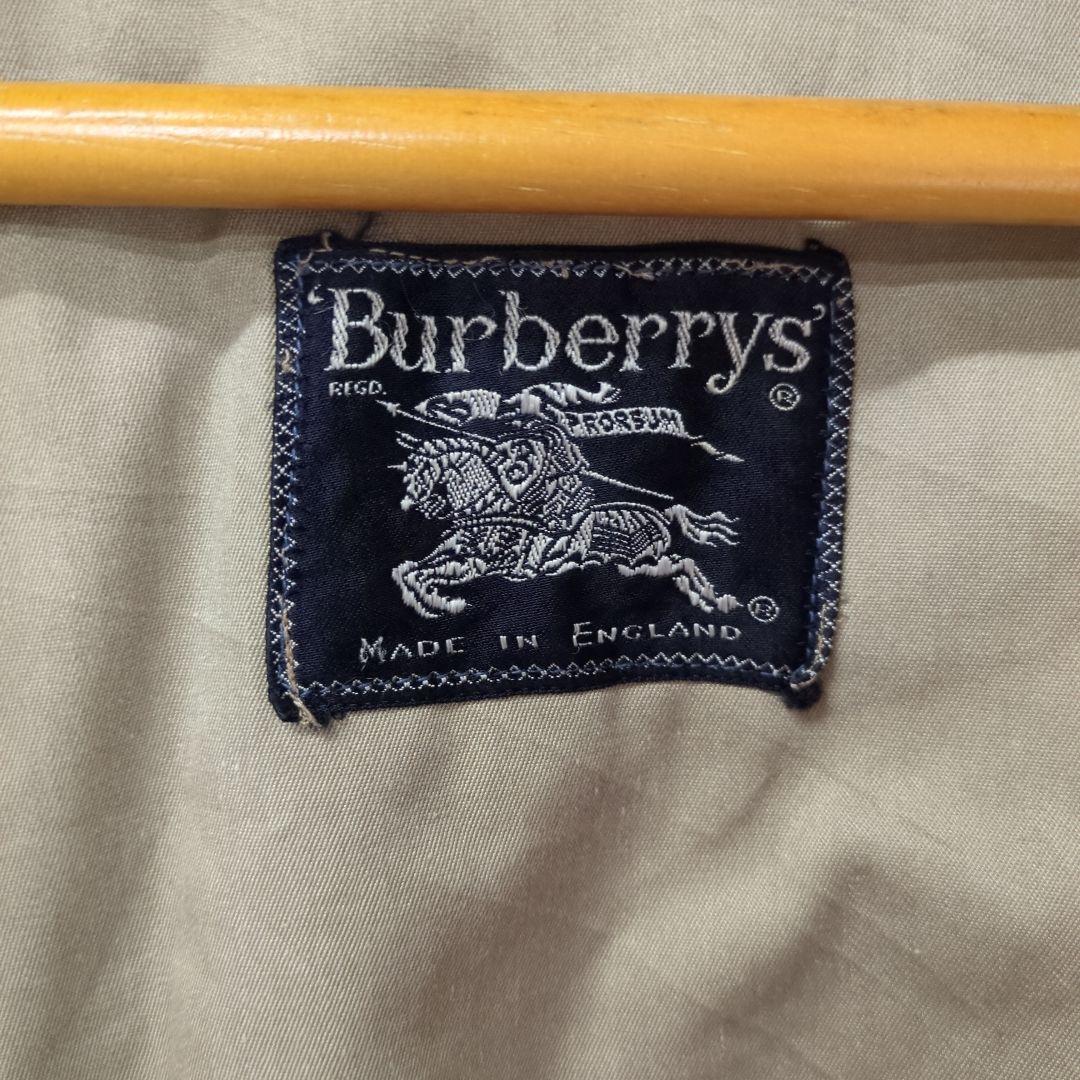 'Burberrys'
REGD. ®
PRORSUM
®
MADE IN ENGLAND